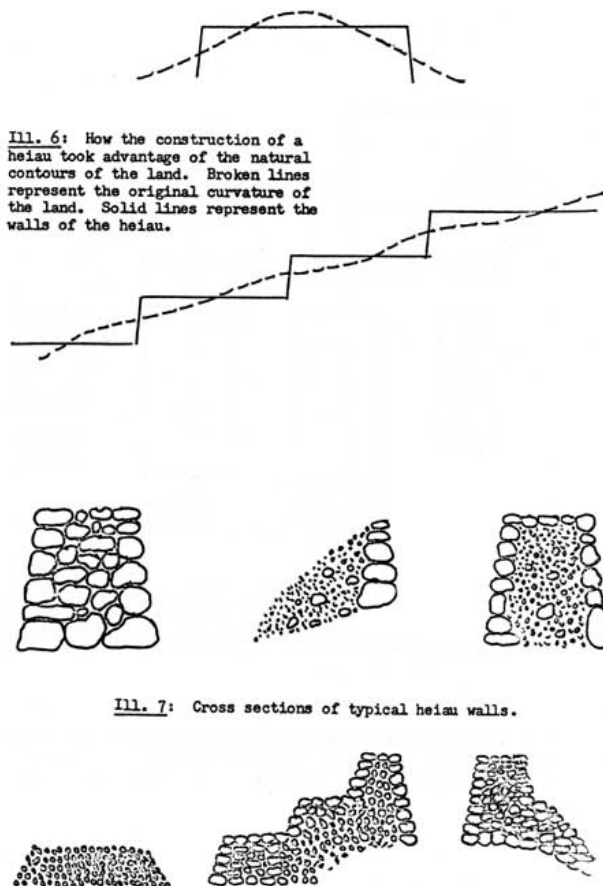 Ill. 6: How the construction of a
heiau took advantage of the natural
contours of the land. Broken lines
represent the original curvature of
the land. Solid lines represent the
walls of the heiau.
Ill. 7: Cross sections of typical heiau walls.